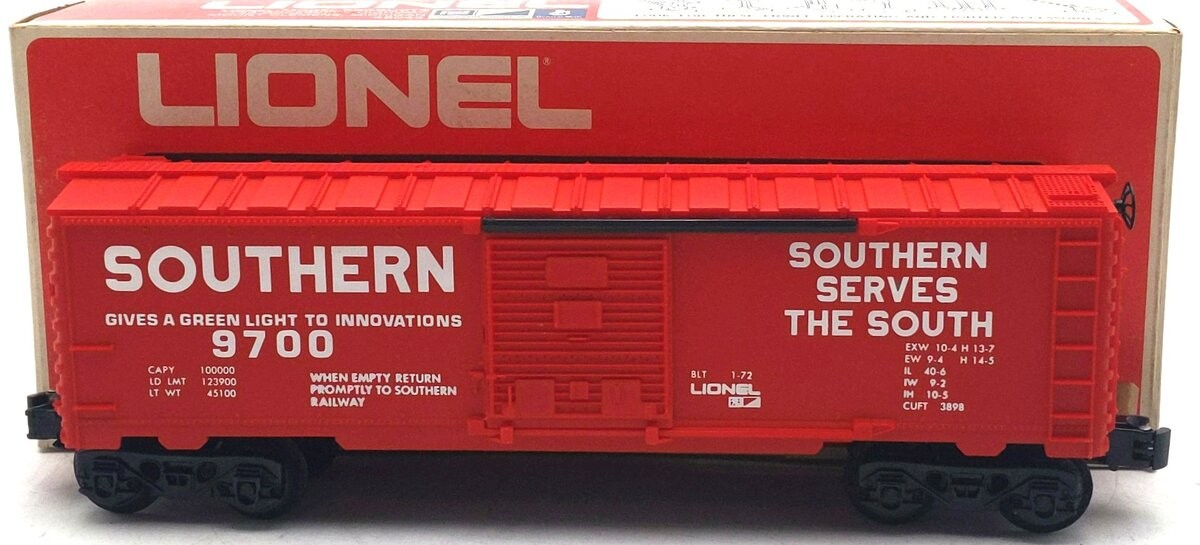 LIONEL®
SOUTHERN
GIVES A GREEN LIGHT TO INNOVATIONS
9700
CAPY 100000
LD LMT 123900
LT WT 45100
WHEN EMPTY RETURN
PROMPTLY TO SOUTHERN
RAILWAY
SOUTHERN
SERVES
THE SOUTH
BLT 1-72
LIONEL
EXW 10-4 H 13-7
EW 9-4 H 14-5
IL 40-6
IW 9-2
IH 10-5
CUFT 3898